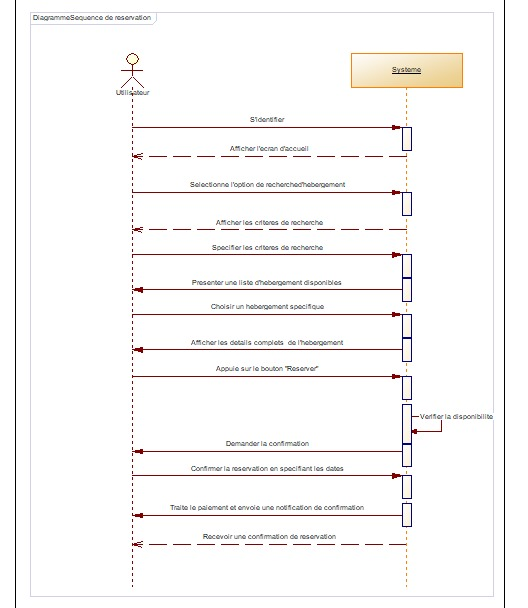 DiagrammeSequence de reservation
Utilisateur
Systeme
S'identifier
Afficher l'ecran d'accueil
Selectionne l'option de recherched'hebergement
Afficher les criteres de recherche
Specifier les criteres de recherche
Presenter une liste d'hebergement disponibles
Choisir un hebergement specifique
Afficher les details complets de l'hebergement
Appuie sur le bouton "Reserver"
Verifier la disponibilite
Demander la confirmation
Confirmer la reservation en specifiant les dates
Traite le paiement et envoie une notification de confirmation
Recevoir une confirmation de reservation